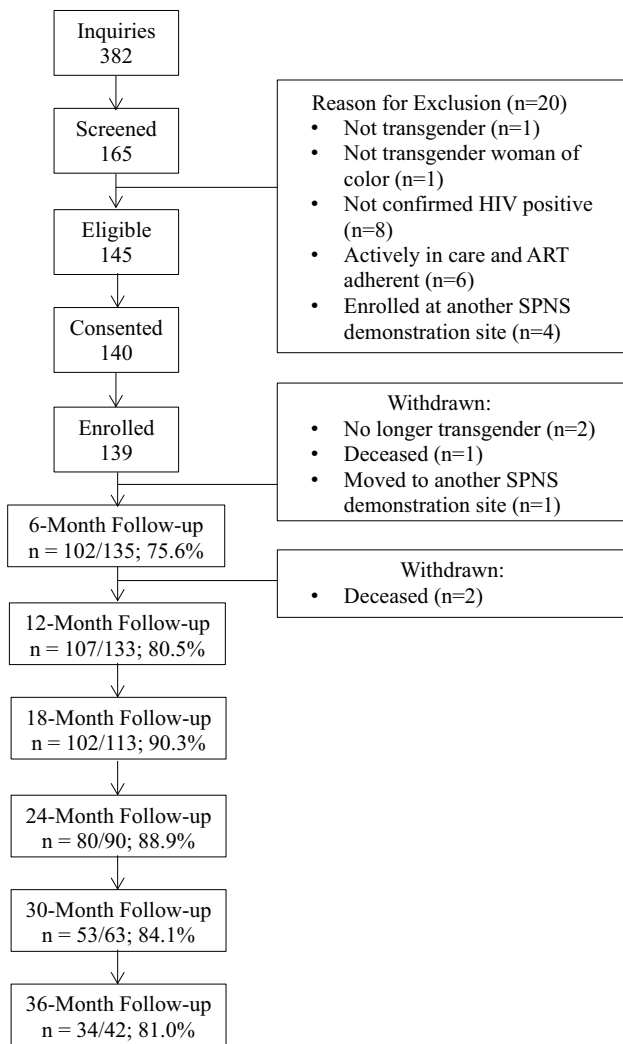 Inquiries
382
Screened
165
Reason for Exclusion (n=20)
• Not transgender (n=1)
• Not transgender woman of
color (n=1)
• Not confirmed HIV positive
(n=8)
• Actively in care and ART
adherent (n=6)
• Enrolled at another SPNS
demonstration site (n=4)
Eligible
145
Consented
140
Enrolled
139
Withdrawn:
• No longer transgender (n=2)
• Deceased (n=1)
• Moved to another SPNS
demonstration site (n=1)
6-Month Follow-up
n = 102/135; 75.6%
Withdrawn:
• Deceased (n=2)
12-Month Follow-up
n = 107/133; 80.5%
18-Month Follow-up
n = 102/113; 90.3%
24-Month Follow-up
n = 80/90; 88.9%
30-Month Follow-up
n = 53/63; 84.1%
36-Month Follow-up
n = 34/42; 81.0%